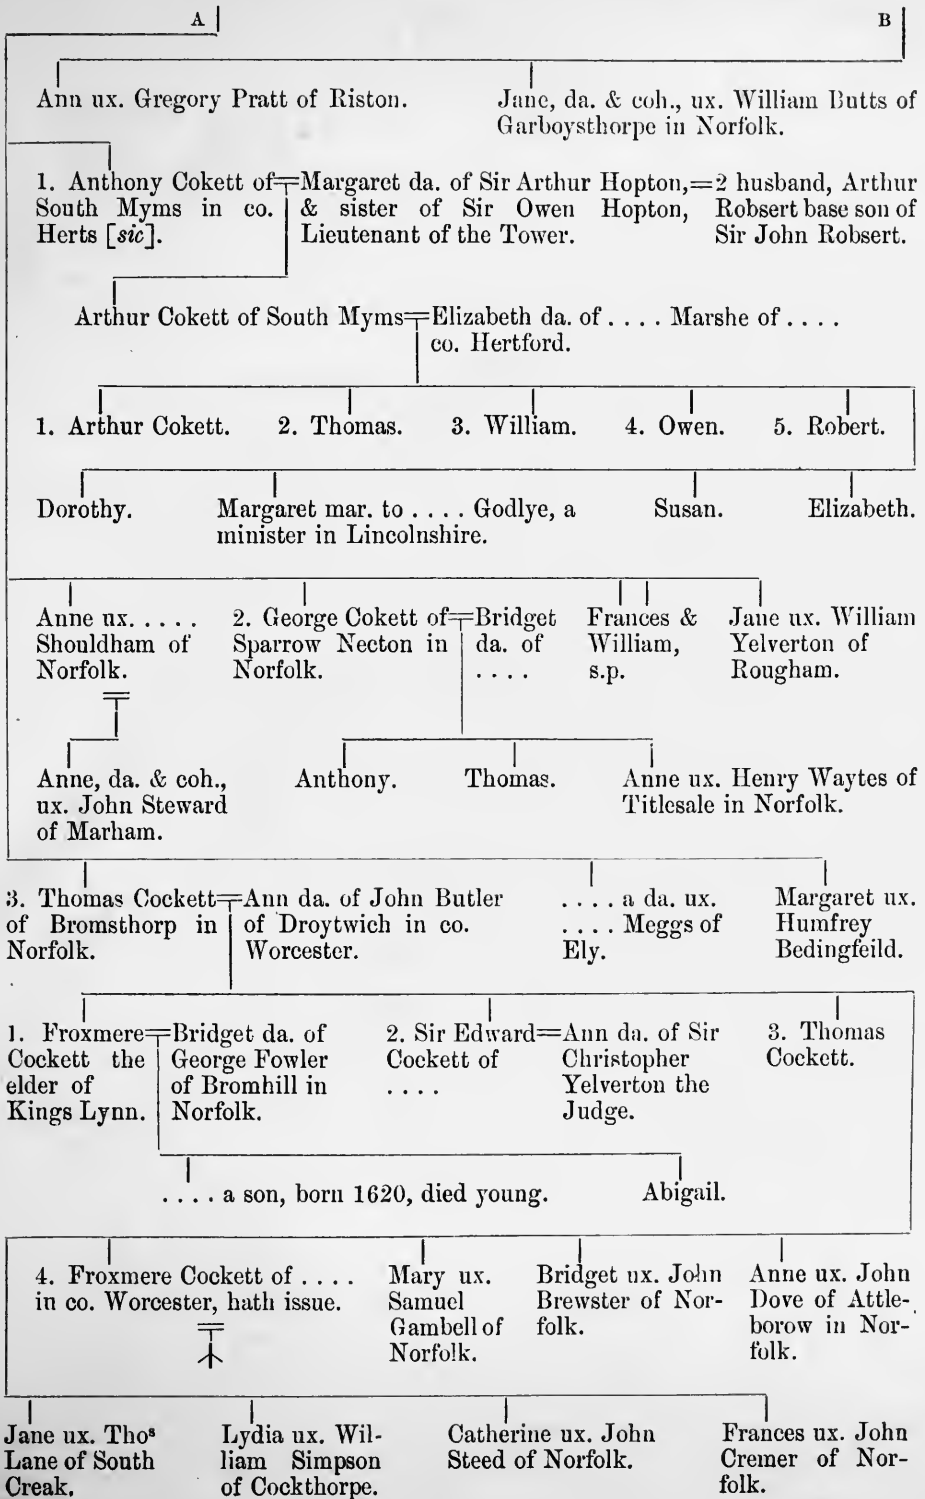 A
B
Ann ux. Gregory Pratt of Riston.
Jane, da. & coh., ux. William Butts of
Garboysthorpe in Norfolk.
1. Anthony Cokett of
South Myms in co.
Herts [sic].
Margaret da. of Sir Arthur Hopton,
& sister of Sir Owen Hopton,
Lieutenant of the Tower.
2 husband, Arthur
Robsert base son of
Sir John Robsert.
Arthur Cokett of South Myms
Elizabeth da. of . . . . Marshe of . . . .
co. Hertford.
1. Arthur Cokett.
2. Thomas.
3. William.
4. Owen.
5. Robert.
Dorothy.
Margaret mar. to . . . . Godlye, a
minister in Lincolnshire.
Susan.
Elizabeth.
Anne ux. . . . .
Shouldham of
Norfolk.
2. George Cokett of
Sparrow Necton in
Norfolk.
Bridget
da. of
. . . .
Frances &
William,
s.p.
Jane ux. William
Yelverton of
Rougham.
Anne, da. & coh.,
ux. John Steward
of Marham.
Anthony.
Thomas.
Anne ux. Henry Waytes of
Titlesale in Norfolk.
3. Thomas Cockett
of Bromsthorp in
Norfolk.
Ann da. of John Butler
of Droytwich in co.
Worcester.
. . . . a da. ux.
. . . . Meggs of
Ely.
Margaret ux.
Humfrey
Bedingfeild.
1. Froxmere
Cockett the
elder of
Kings Lynn.
Bridget da. of
George Fowler
of Bromhill in
Norfolk.
2. Sir Edward
Cockett of
. . . .
Ann da. of Sir
Christopher
Yelverton the
Judge.
3. Thomas
Cockett.
. . . . a son, born 1620, died young.
Abigail.
4. Froxmere Cockett of . . . .
in co. Worcester, hath issue.
Mary ux.
Samuel
Gambell of
Norfolk.
Bridget ux. John
Brewster of Nor-
folk.
Anne ux. John
Dove of Attle-
borow in Nor-
folk.
Jane ux. Thoˢ
Lane of South
Creak.
Lydia ux. Wil-
liam Simpson
of Cockthorpe.
Catherine ux. John
Steed of Norfolk.
Frances ux. John
Cremer of Nor-
folk.